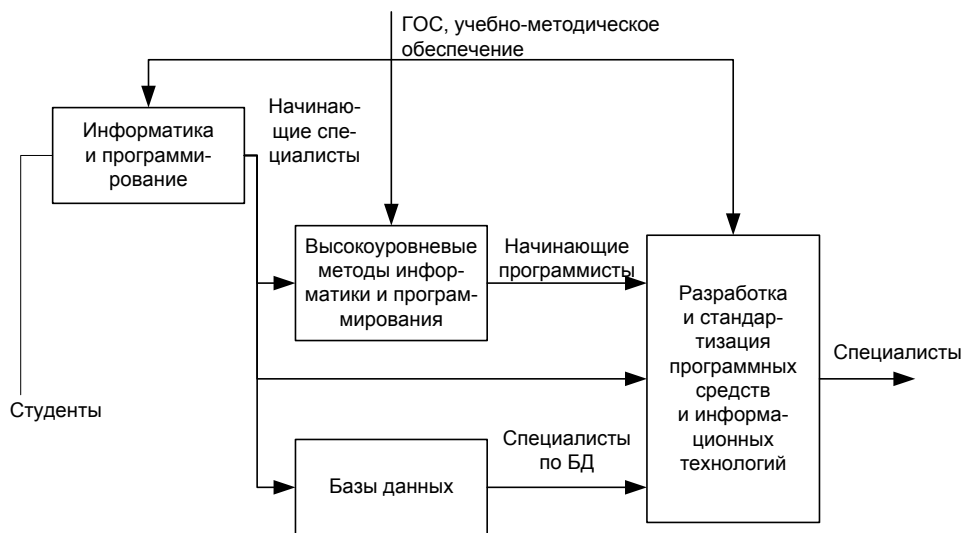 ГОС, учебно-методическое
обеспечение
Информатика
и программи-
рование
Начинаю-
щие спе-
циалисты
Высокоуровневые
методы инфор-
матики и програм-
мирования
Начинающие
программисты
Разработка
и стандар-
тизация
программных
средств
и информа-
ционных
технологий
Специалисты
Студенты
Базы данных
Специалисты
по БД